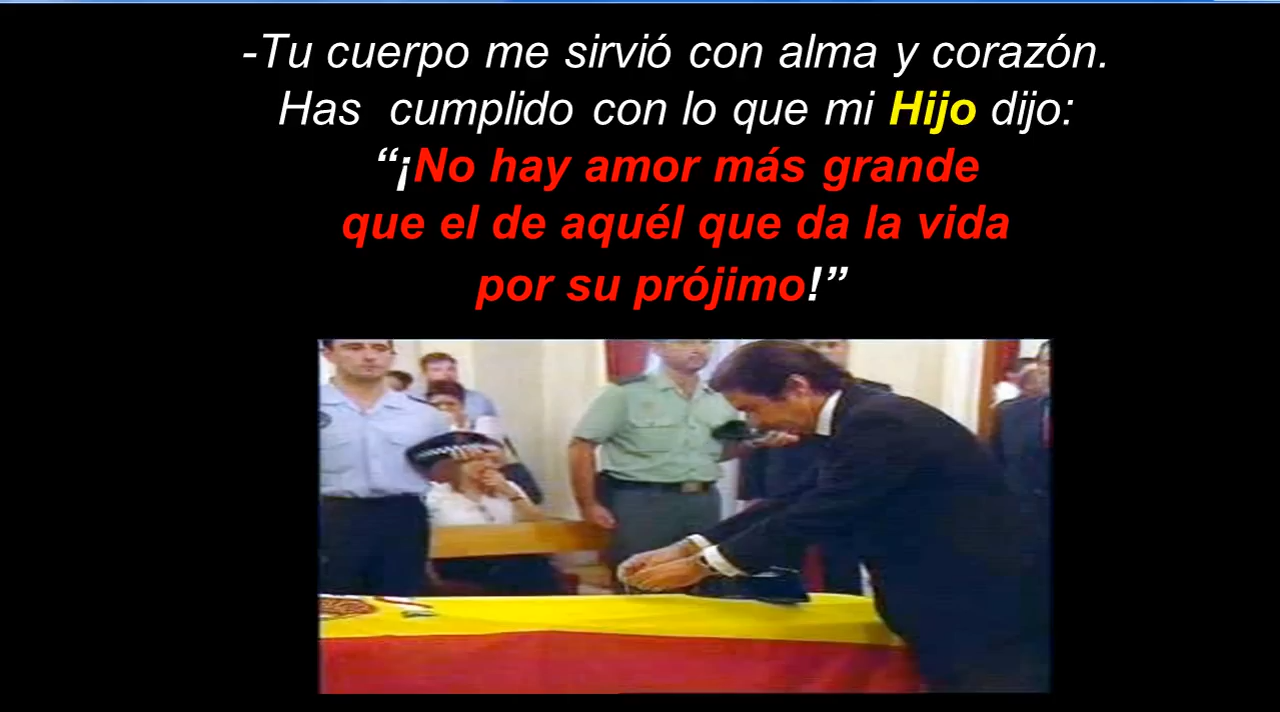 -Tu cuerpo me sirvió con alma y corazón.
Has cumplido con lo que mi Hijo dijo:
“¡No hay amor más grande
que el de aquél que da la vida
por su prójimo!”